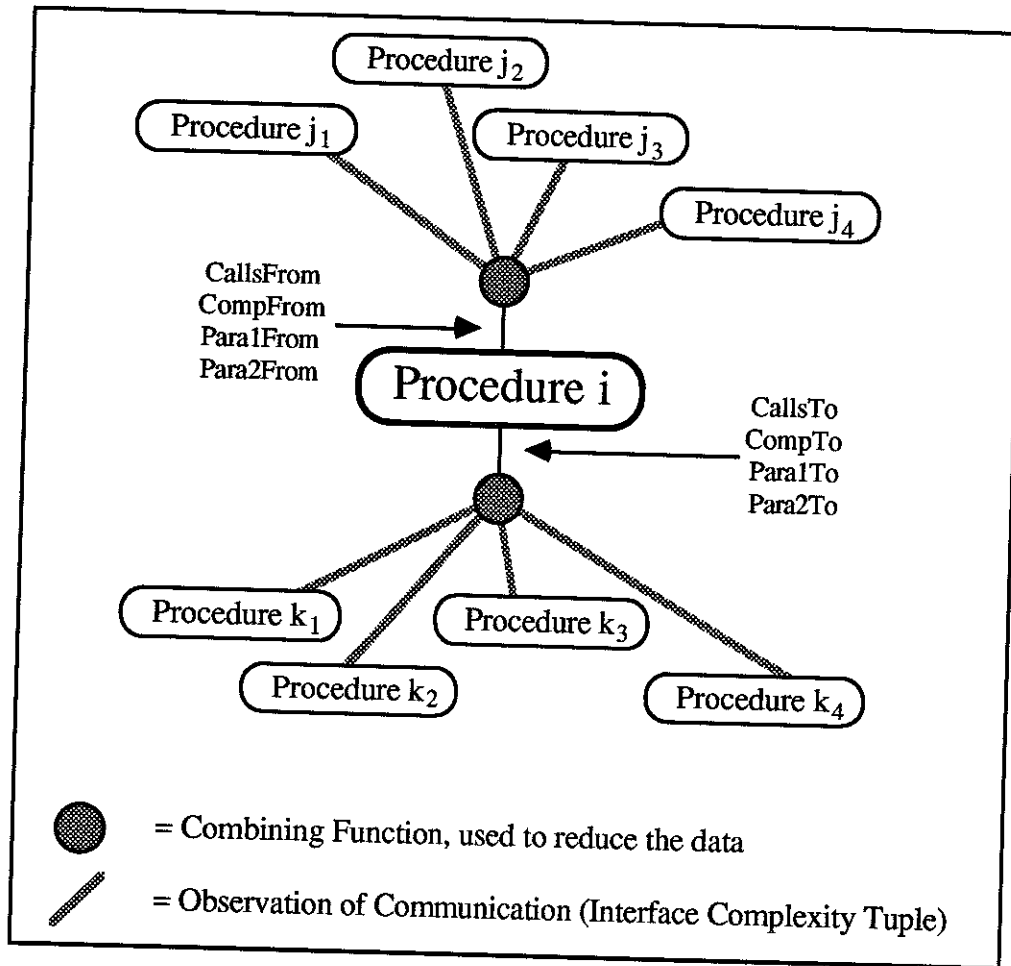 Procedure j2
Procedure j1
Procedure j3
Procedure j4
CallsFrom
CompFrom
Para1From
Para2From
Procedure i
CallsTo
CompTo
Para1To
Para2To
Procedure k1
Procedure k3
Procedure k2
Procedure k4
= Combining Function, used to reduce the data
= Observation of Communication (Interface Complexity Tuple)